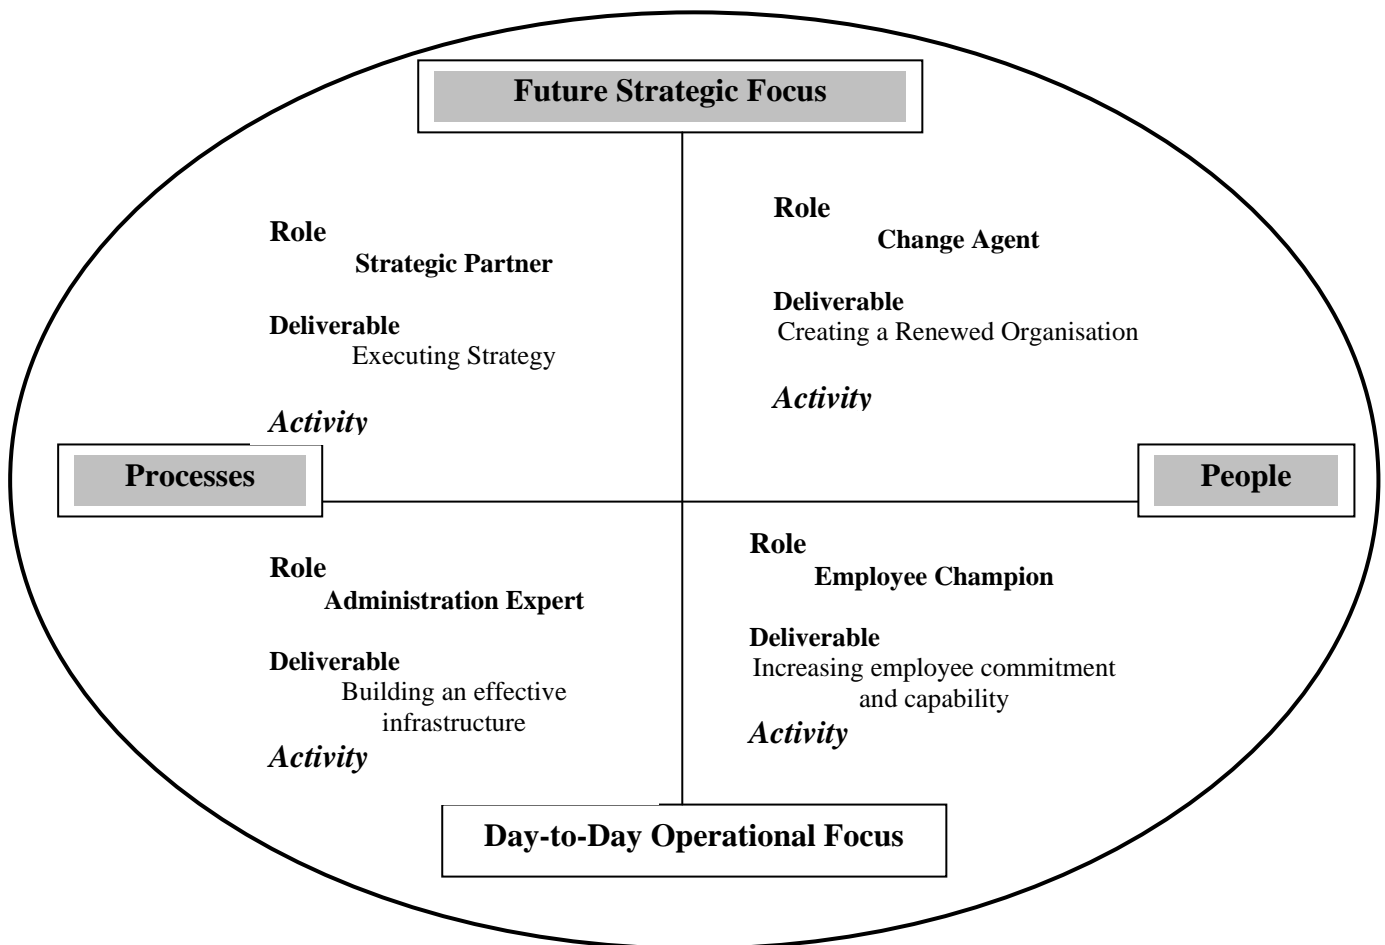 Future Strategic Focus
Role
Strategic Partner
Deliverable
Executing Strategy
Activity
Role
Change Agent
Deliverable
Creating a Renewed Organisation
Activity
Processes
People
Role
Administration Expert
Deliverable
Building an effective
infrastructure
Activity
Role
Employee Champion
Deliverable
Increasing employee commitment
and capability
Activity
Day-to-Day Operational Focus